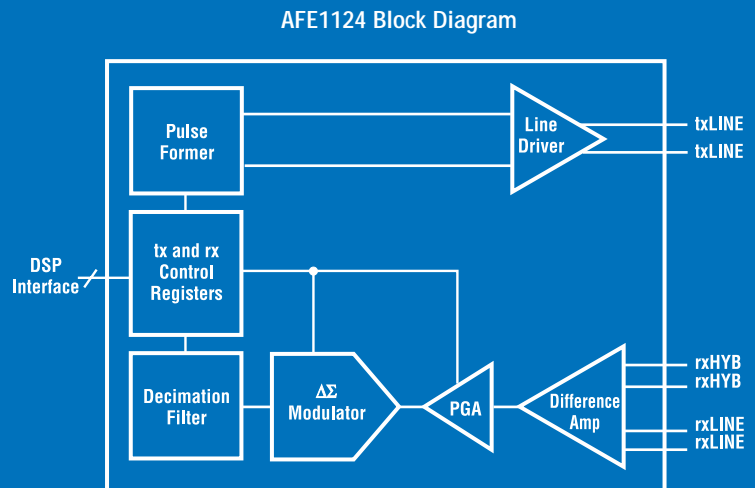 AFE1124 Block Diagram
Pulse
Former
Line
Driver
txLINE
txLINE
DSP
Interface
tx and rx
Control
Registers
Decimation
Filter
ΔΣ
Modulator
PGA
Difference
Amp
rxHYB
rxHYB
rxLINE
rxLINE